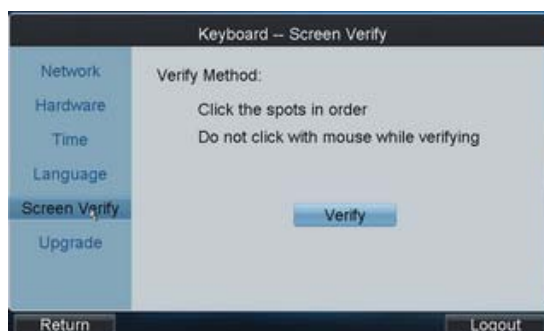 Keyboard -- Screen Verify
Network
Hardware
Time
Language
Screen Verify
Upgrade
Verify Method:
Click the spots in order
Do not click with mouse while verifying
Verify
Return
Logout